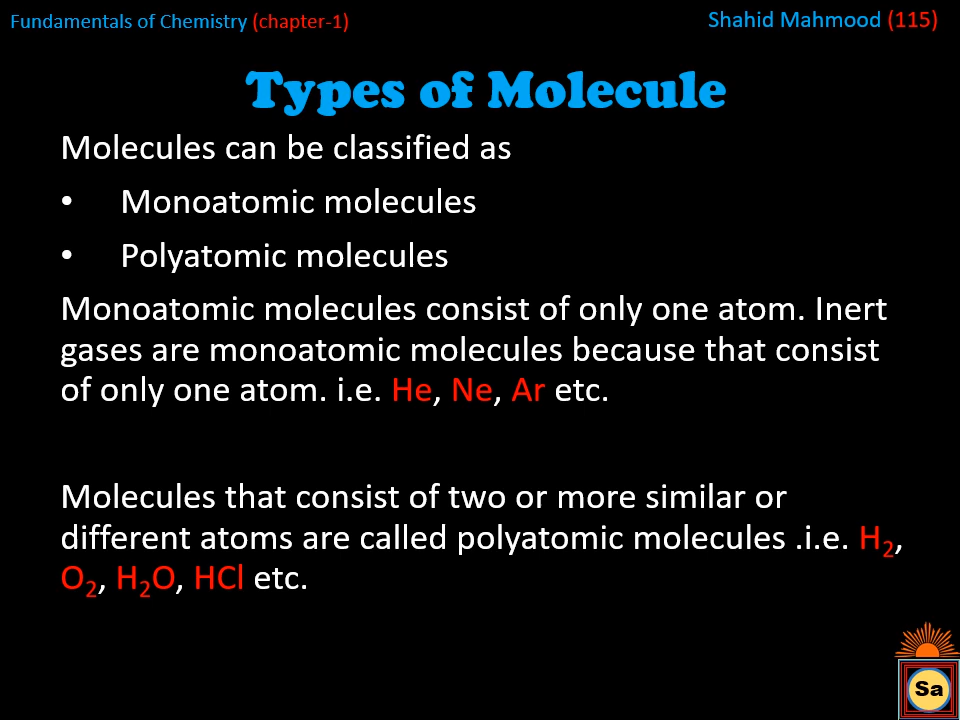 Fundamentals of Chemistry (chapter-1)
Shahid Mahmood (115)
Types of Molecule
Molecules can be classified as
• Monoatomic molecules
• Polyatomic molecules
Monoatomic molecules consist of only one atom. Inert
gases are monoatomic molecules because that consist
of only one atom. i.e. He, Ne, Ar etc.
Molecules that consist of two or more similar or
different atoms are called polyatomic molecules .i.e. H₂,
O₂, H₂O, HCl etc.
Sa